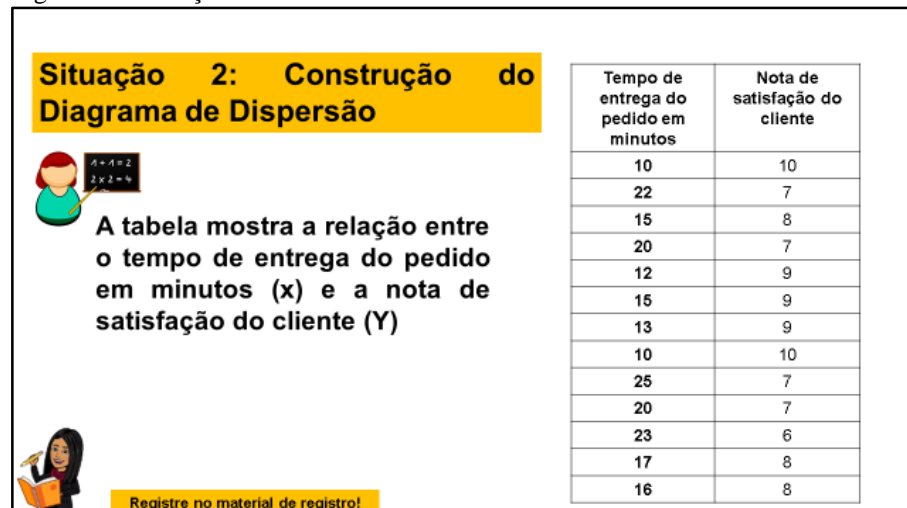 Situação 2: Construção do
Diagrama de Dispersão
1 + 1 = 2
2 x 2 = 4
A tabela mostra a relação entre
o tempo de entrega do pedido
em minutos (x) e a nota de
satisfação do cliente (Y)
Registre no material de registro!
Tempo de
entrega do
pedido em
minutos
Nota de
satisfação do
cliente
10 10
22 7
15 8
20 7
12 9
15 9
13 9
10 10
25 7
20 7
23 6
17 8
16 8